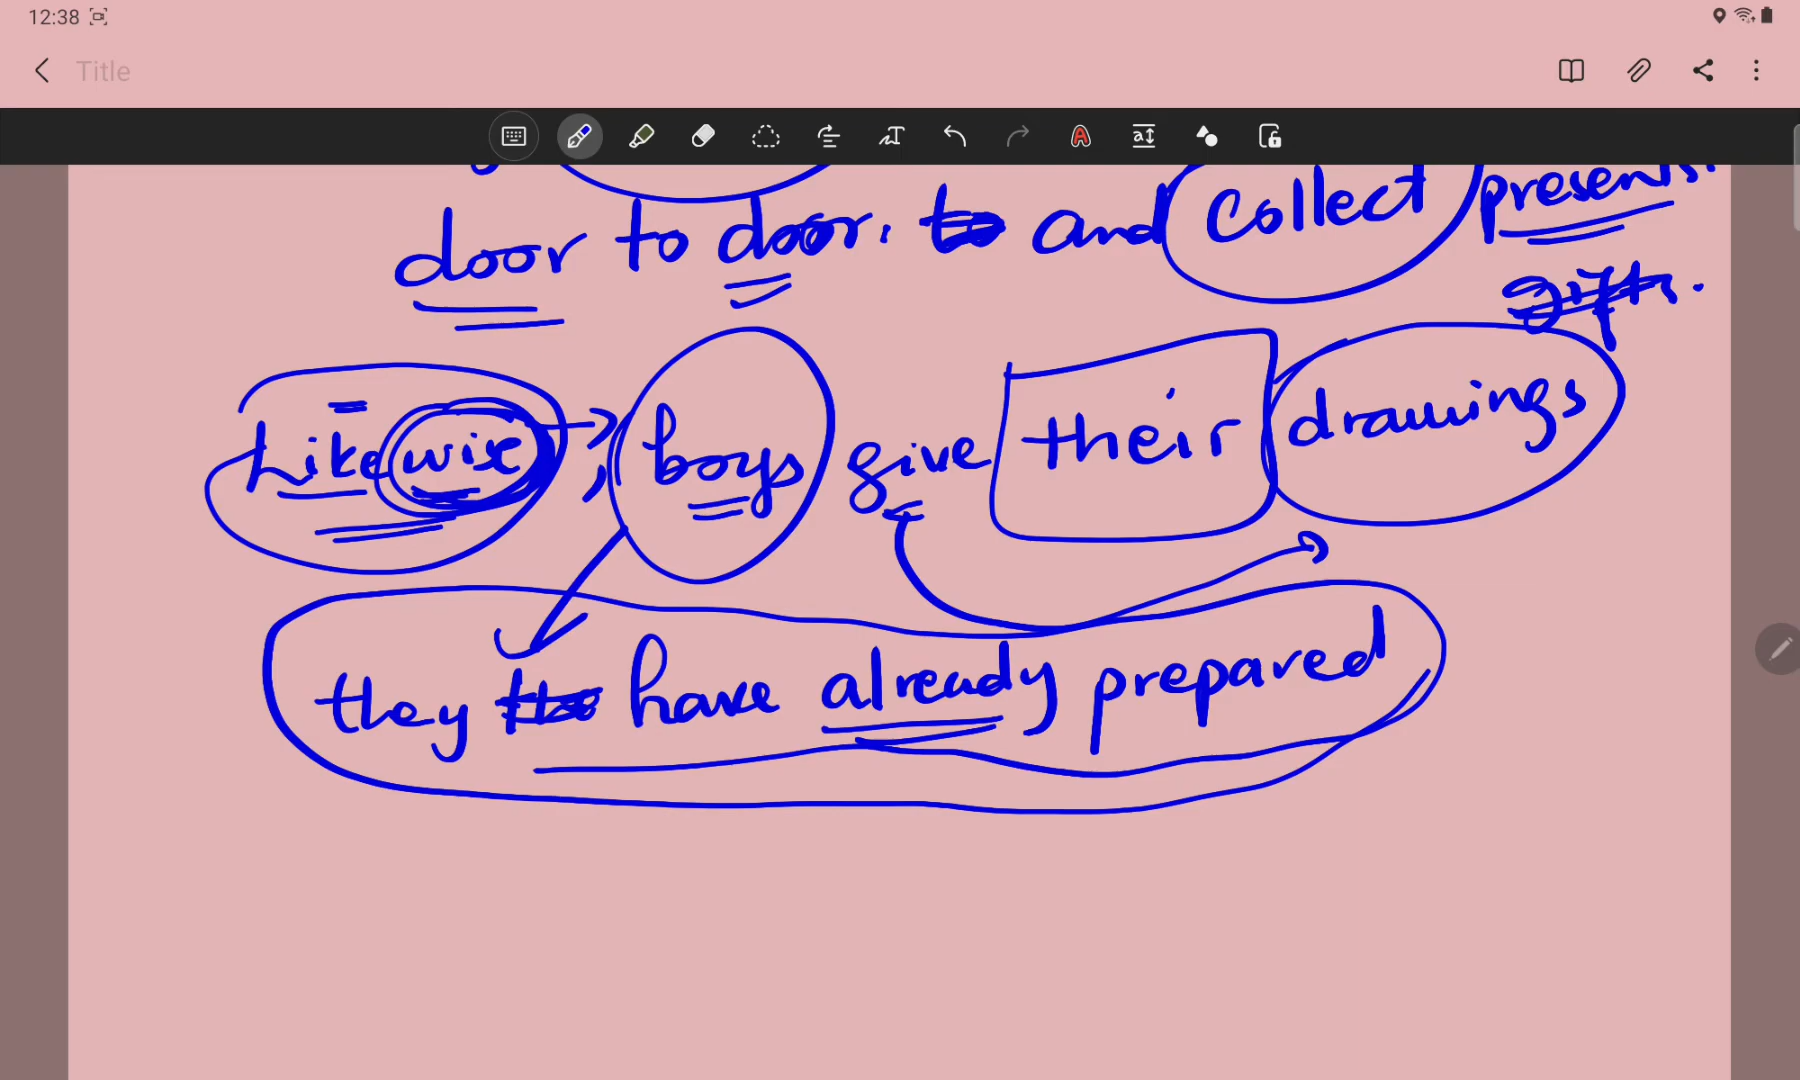 12:38
Title
door to door. to and collect presents.
gifts.
Likewise, boys give their drawings
they have already prepared